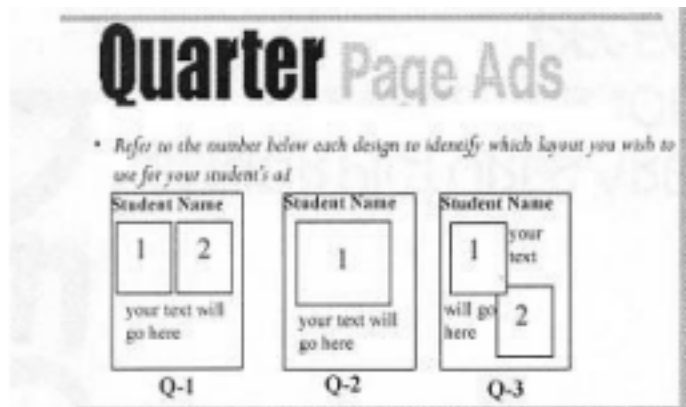 Quarter Page Ads
• Refer to the number below each design to identify which layout you wish to
use for your student's ad
Student Name
1 2
your text will
go here
Q-1
Student Name
1
your text will
go here
Q-2
Student Name
1 your
text
will go
here 2
Q-3